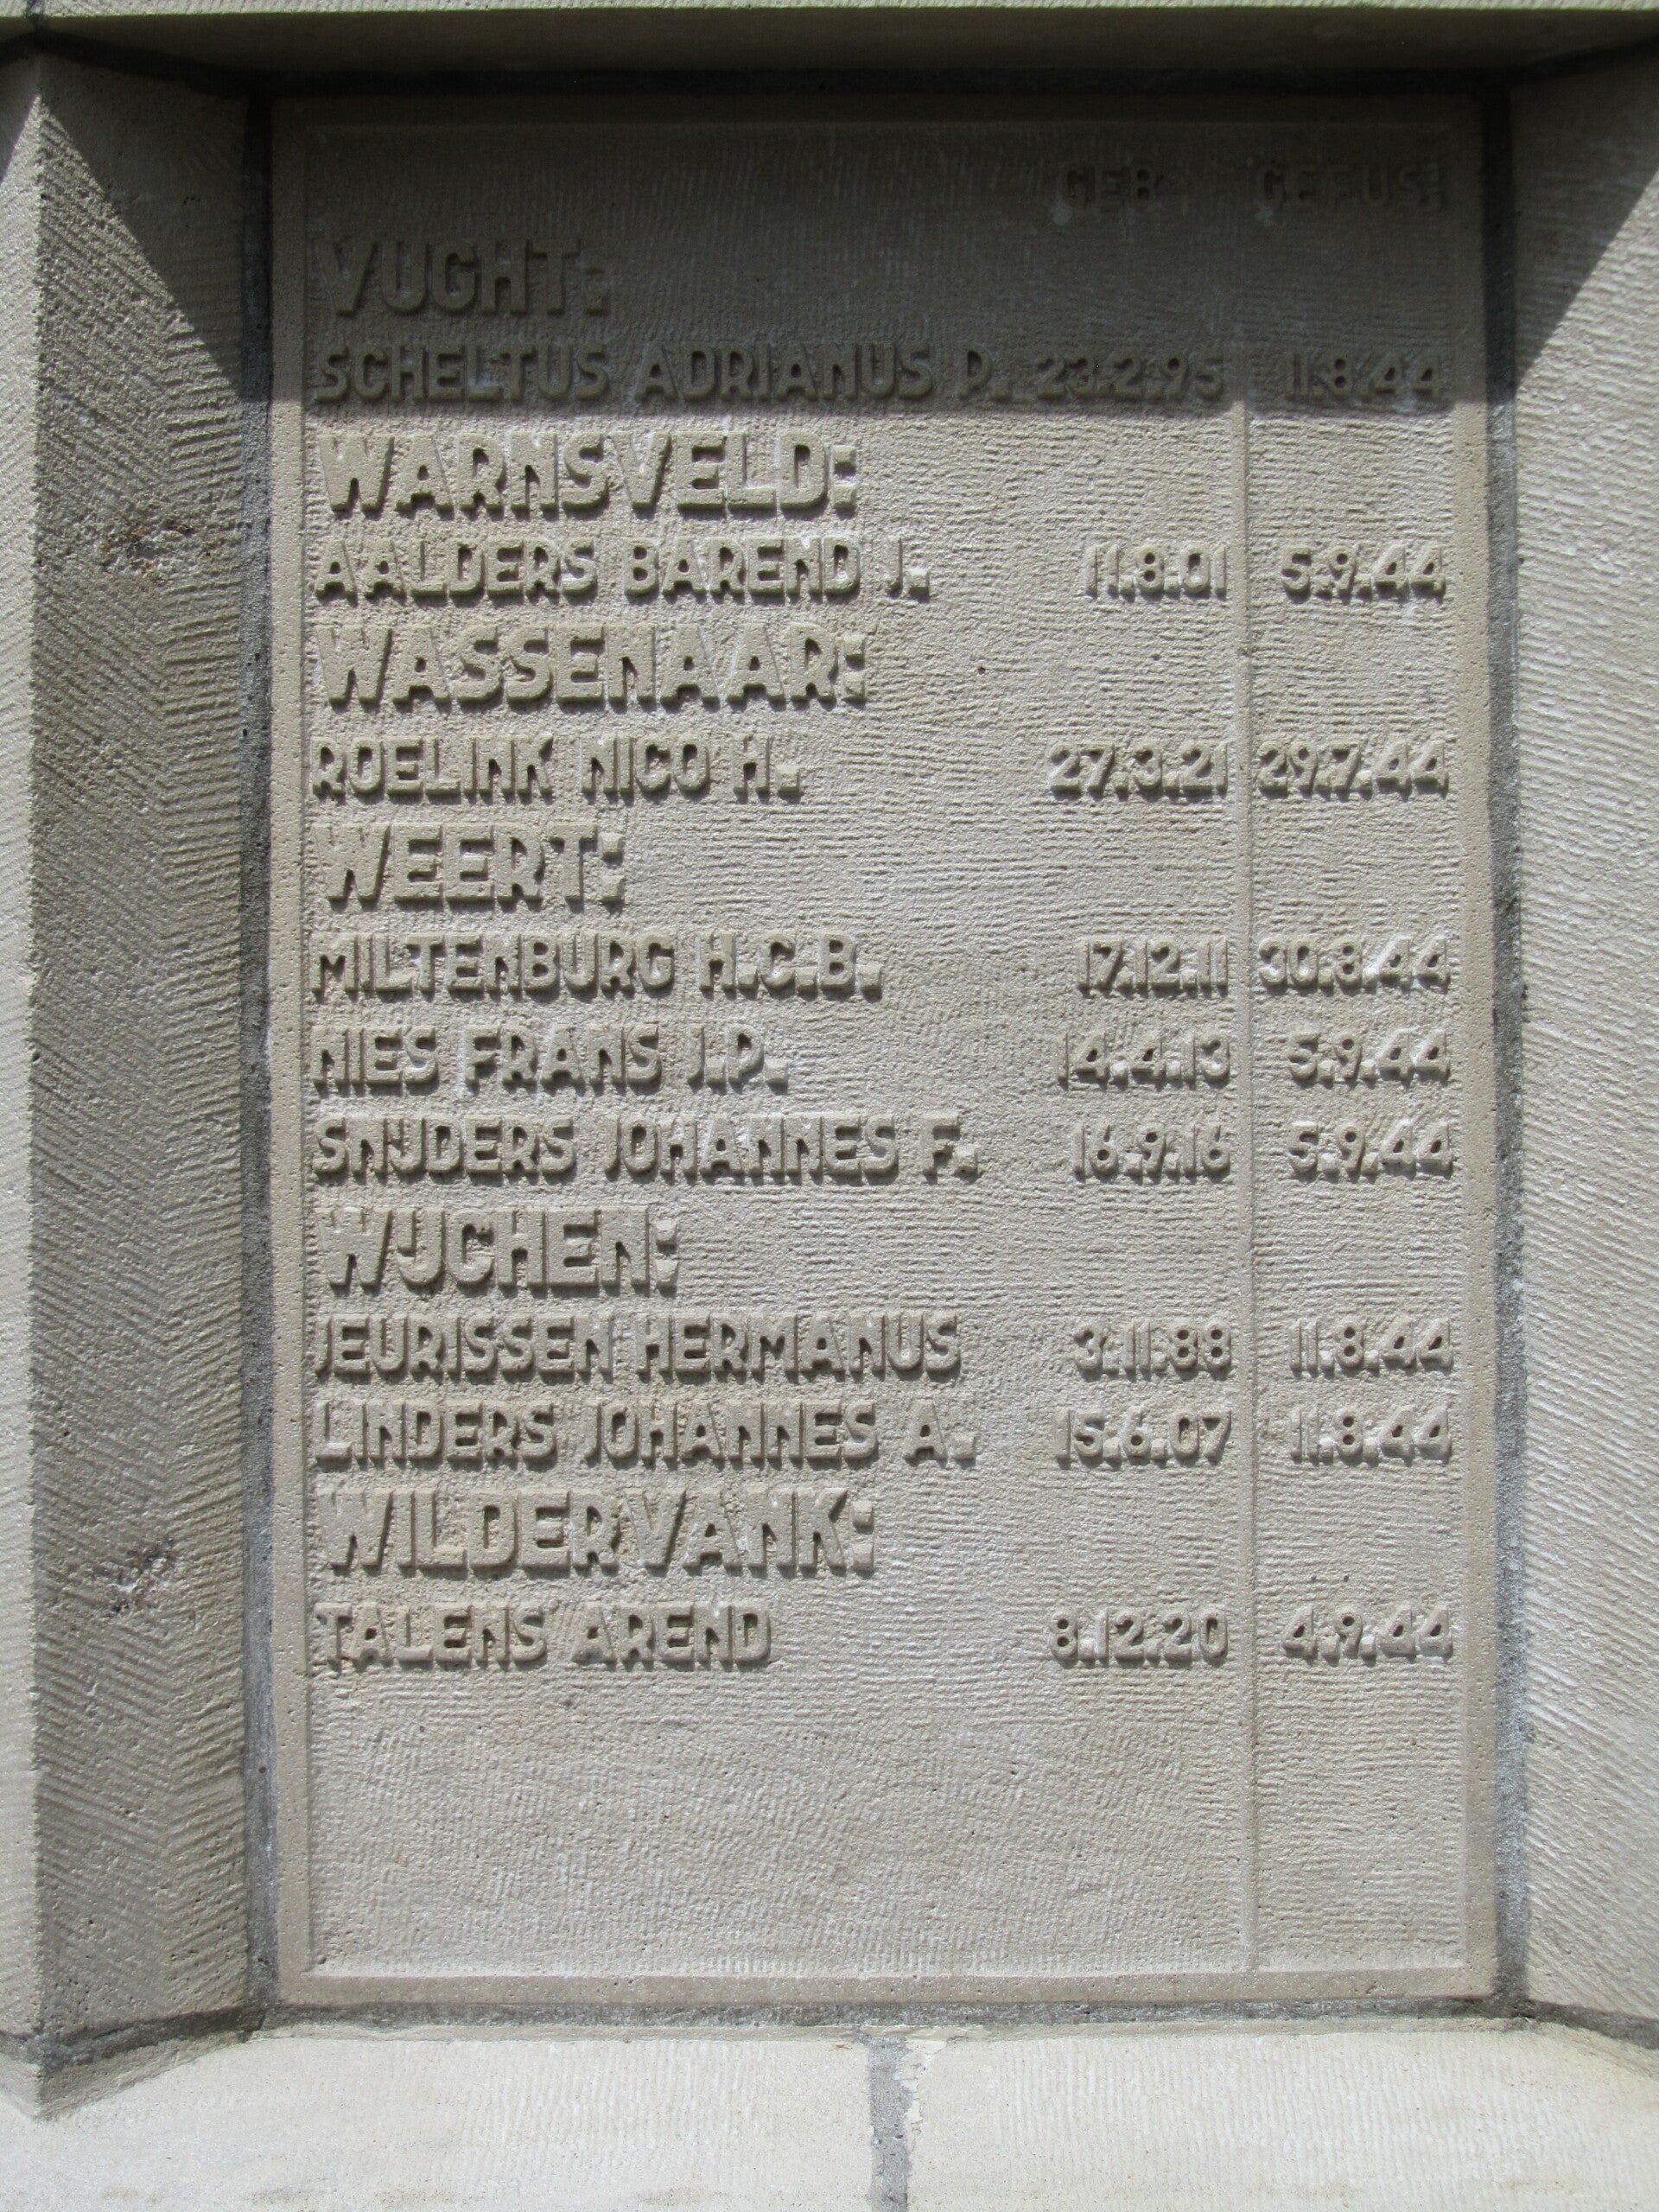 GEB: GEFUS:
VUGHT:
SCHELTUS ADRIANUS P. 23.2.95 11.8.44
WARNSVELD:
AALDERS BAREND J. 11.8.01 5.9.44
WASSENAAR:
ROELINK NICO H. 27.3.21 29.7.44
WEERT:
MILTENBURG H.C.B. 17.12.11 30.8.44
NIES FRANS J.P. 14.4.13 5.9.44
SNIJDERS JOHANNES F. 16.9.16 5.9.44
WIJCHEN:
JEURISSEN HERMANUS 3.11.88 11.8.44
LINDERS JOHANNES A. 15.6.07 11.8.44
WILDERVANK:
TALENS AREND 8.12.20 4.9.44